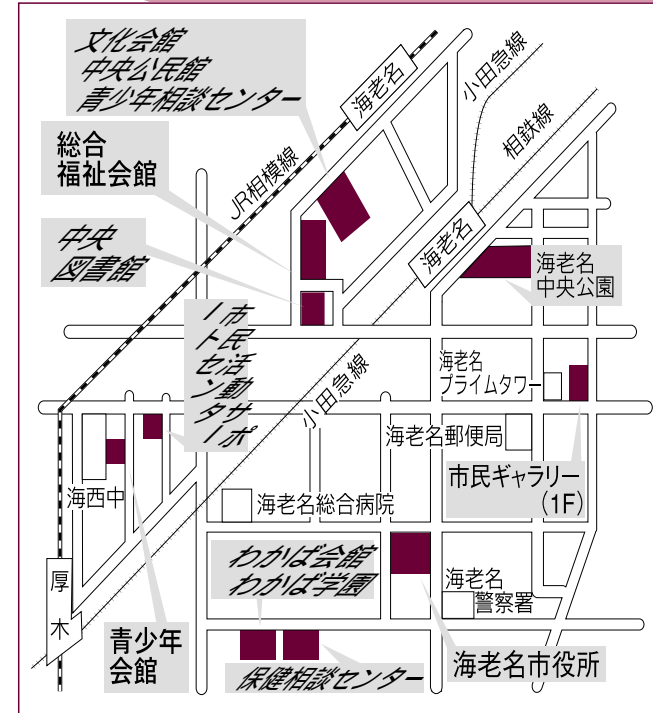 文化会館
中央公民館
青少年相談センター
海老名
小田急線
相鉄線
総合
福祉会館
JR相模線
中央
図書館
海老名
海老名
中央公園
市民活動サポ
ートセンター
小田急線
海老名
プライムタワー
海老名郵便局
市民ギャラリー
(1F)
海西中
海老名総合病院
わかば会館
わかば学園
海老名
警察署
厚木
青少年
会館
保健相談センター
海老名市役所